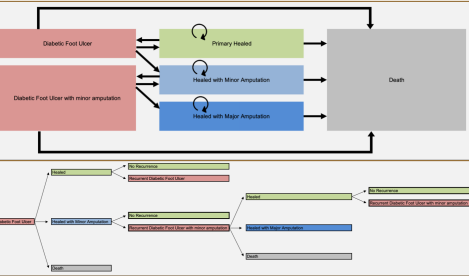 Diabetic Foot Ulcer
Primary Healed
Healed with Minor Amputation
Death
Diabetic Foot Ulcer with minor amputation
Healed with Major Amputation
No Recurrence
Healed
Recurrent Diabetic Foot Ulcer
No Recurrence
Healed
Recurrent Diabetic Foot Ulcer with minor amputation
No Recurrence
Foot Ulcer
Healed with Minor Amputation
Recurrent Diabetic Foot Ulcer with minor amputation
Healed with Major Amputation
Death
Death